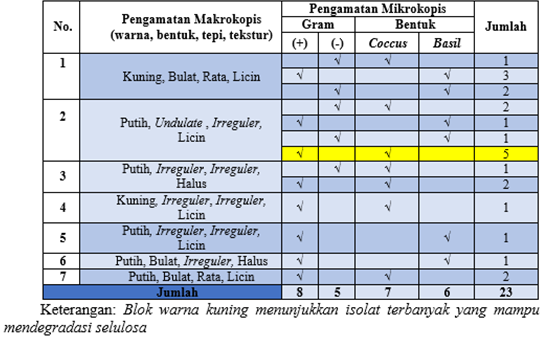 No. Pengamatan Makrokopis (warna, bentuk, tepi, tekstur) Pengamatan Mikrokopis Jumlah
Gram Bentuk
(+) (-) Coccus Basil
1 Kuning, Bulat, Rata, Licin √ √ 1
√ √ 3
√ √ 2
2 Putih, Undulate , Irreguler, Licin √ √ 2
√ √ 1
√ √ 1
√ √ 5
3 Putih, Irreguler, Irreguler, Halus √ √ 1
√ √ 2
4 Kuning, Irreguler, Irreguler, Licin √ √ 1
5 Putih, Irreguler, Irreguler, Licin √ √ 1
6 Putih, Bulat, Irreguler, Halus √ √ 1
7 Putih, Bulat, Rata, Licin √ √ 2
Jumlah 8 5 7 6 23
Keterangan: Blok warna kuning menunjukkan isolat terbanyak yang mampu
mendegradasi selulosa